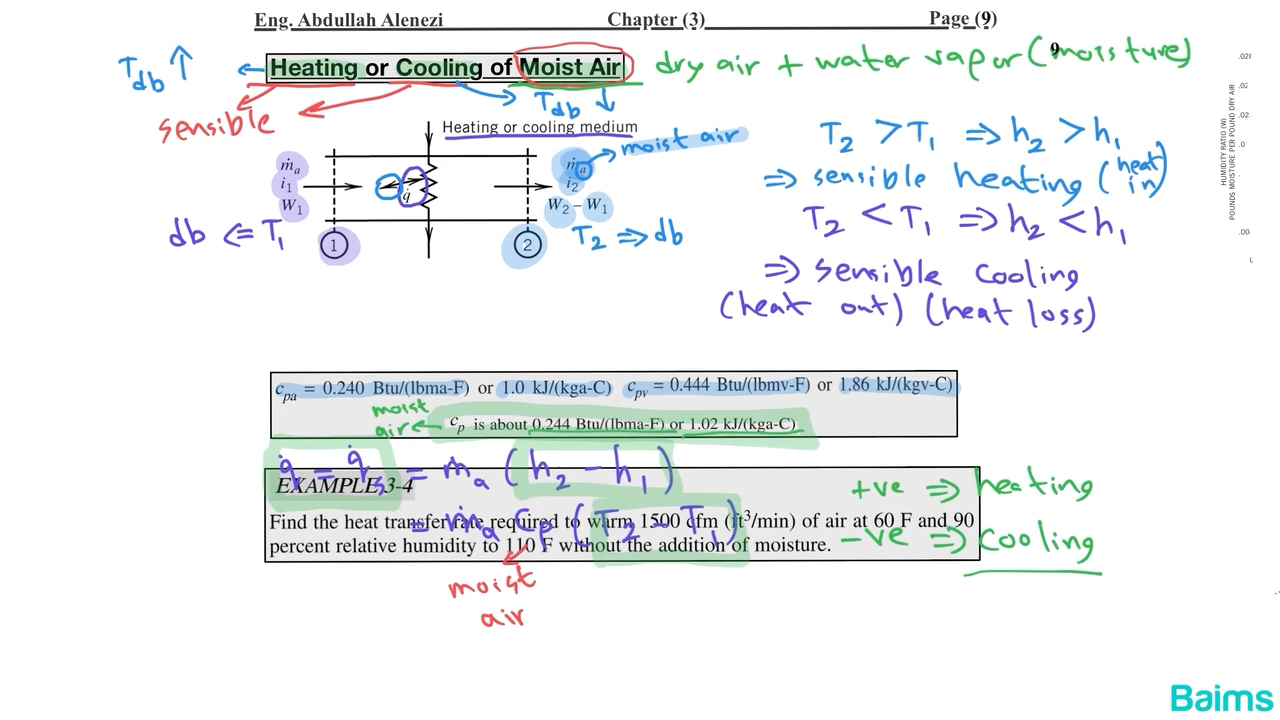 Eng. Abdullah Alenezi Chapter (3) Page (9)
9
Tdb ↑ ⇐ Heating or Cooling of Moist Air dry air + water vapor (moisture)
sensible → Tdb ↓
Heating or cooling medium
ṁa i1 W1 1
q̇
ṁa i2 W2 – W1 2
moist air
db ⇐ T1
T2 ⇒ db
T2 > T1 ⇒ h2 > h1
⇒ sensible heating (heat in)
T2 < T1 ⇒ h2 < h1
⇒ sensible cooling
(heat out) (heat loss)
HUMIDITY RATIO (W)
POUNDS MOISTURE PER POUND DRY AIR
cpa = 0.240 Btu/(lbma-F) or 1.0 kJ/(kga-C) cpv = 0.444 Btu/(lbmv-F) or 1.86 kJ/(kgv-C)
moist air ← cp is about 0.244 Btu/(lbma-F) or 1.02 kJ/(kga-C)
q̇ = q̇s = ṁa (h2 – h1)
= ṁa cp (T2 – T1)
moist air
EXAMPLE 3-4
Find the heat transfer rate required to warm 1500 cfm (ft3/min) of air at 60 F and 90
percent relative humidity to 110 F without the addition of moisture.
+ve ⇒ heating
–ve ⇒ cooling
Baims